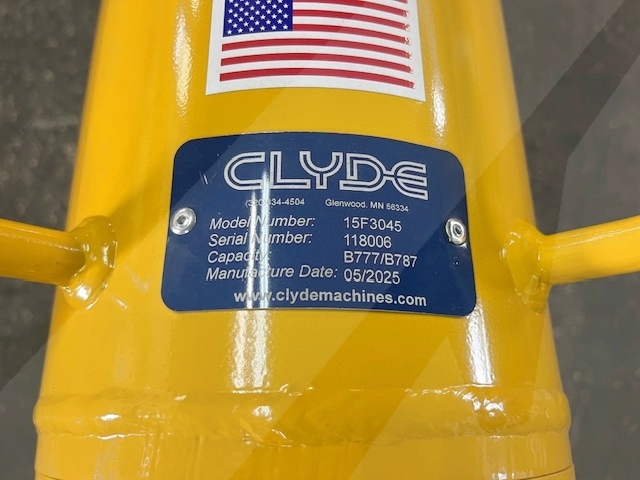 CLYDE
(320)634-4504 Glenwood, MN 56334
Model Number: 15F3045
Serial Number: 118006
Capacity: B777/B787
Manufacture Date: 05/2025
www.clydemachines.com